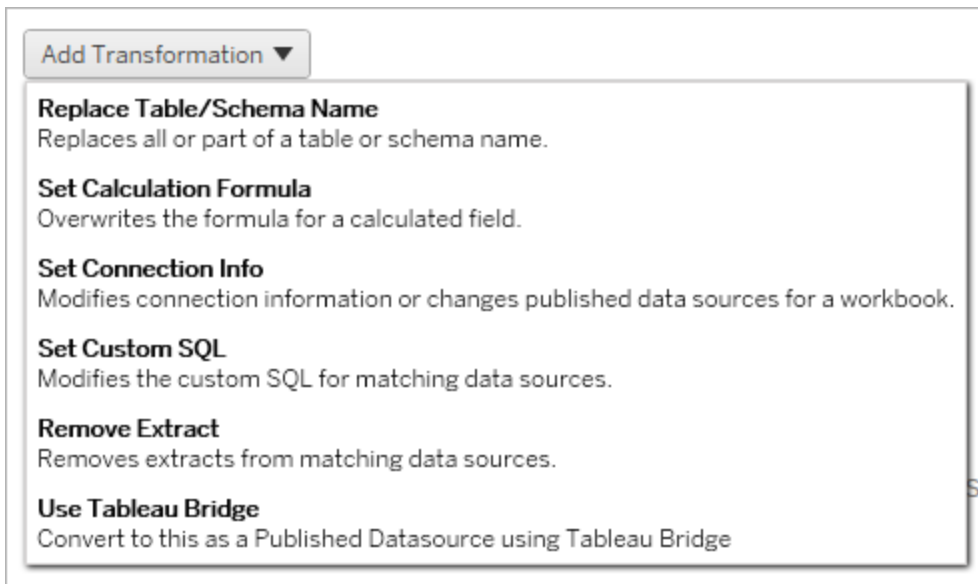 Add Transformation ▼
Replace Table/Schema Name
Replaces all or part of a table or schema name.
Set Calculation Formula
Overwrites the formula for a calculated field.
Set Connection Info
Modifies connection information or changes published data sources for a workbook.
Set Custom SQL
Modifies the custom SQL for matching data sources.
Remove Extract
Removes extracts from matching data sources.
Use Tableau Bridge
Convert to this as a Published Datasource using Tableau Bridge